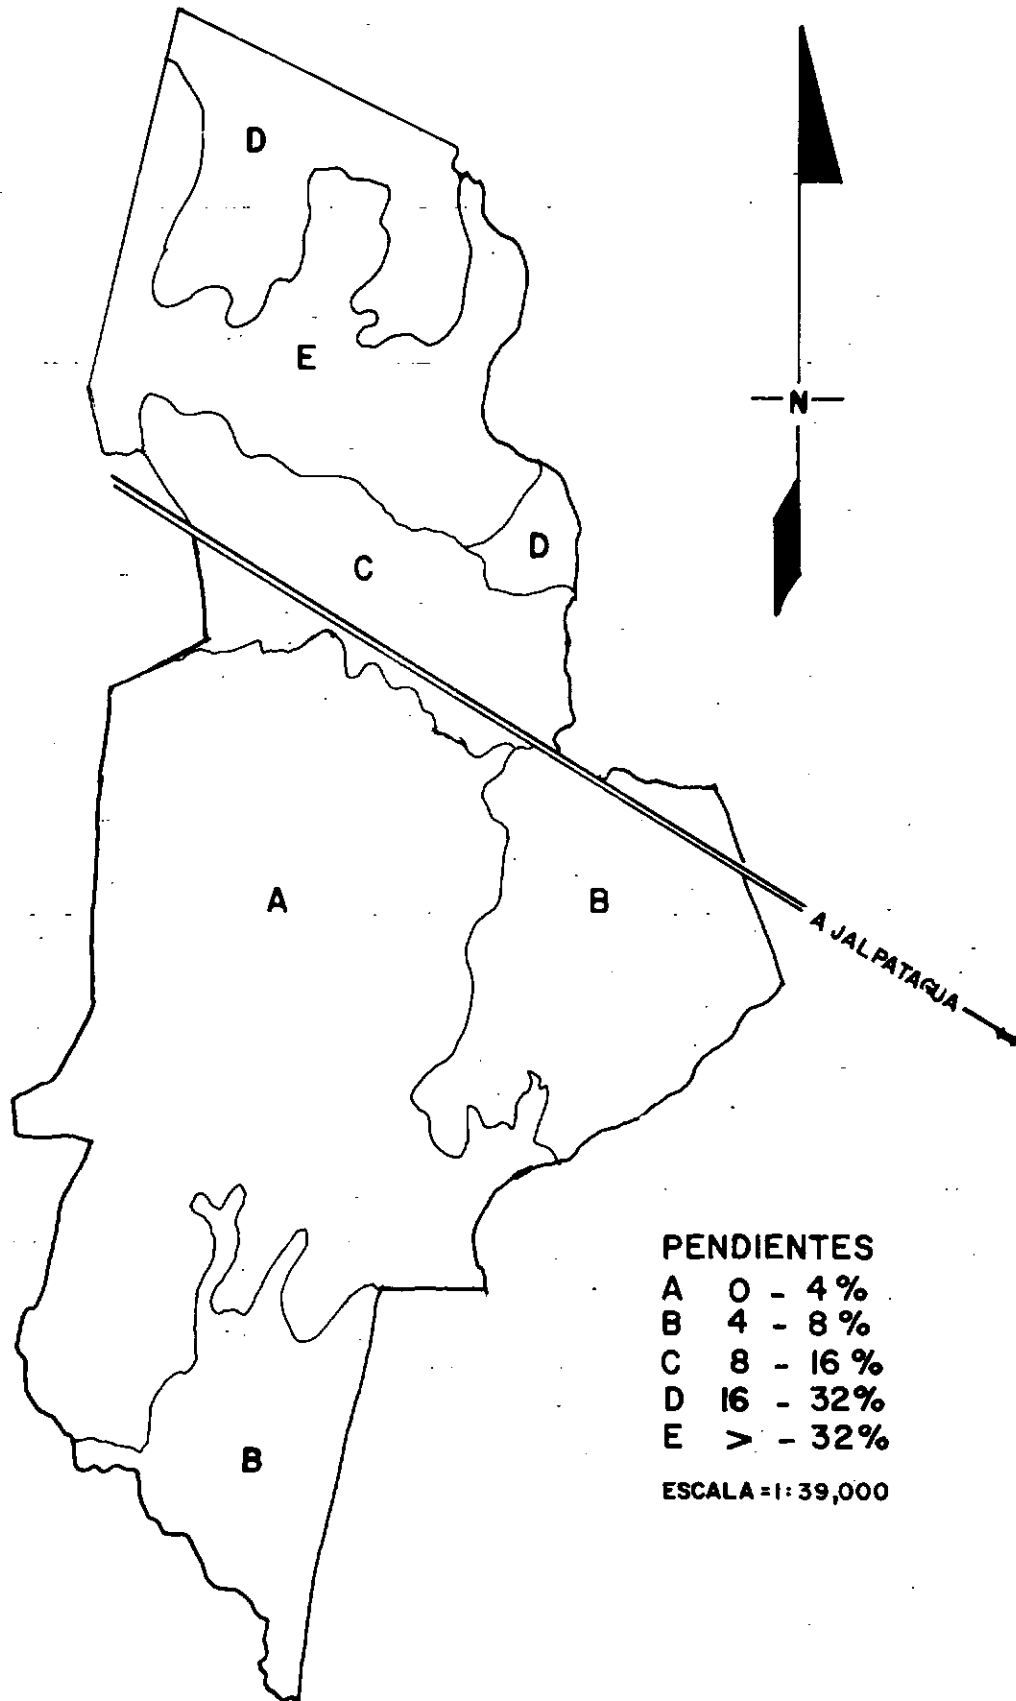 D
E
N
D
C
A
B
A JALPATAGUA
PENDIENTES
A 0 - 4%
B 4 - 8%
C 8 - 16%
D 16 - 32%
E > - 32%
B
ESCALA = 1: 39,000